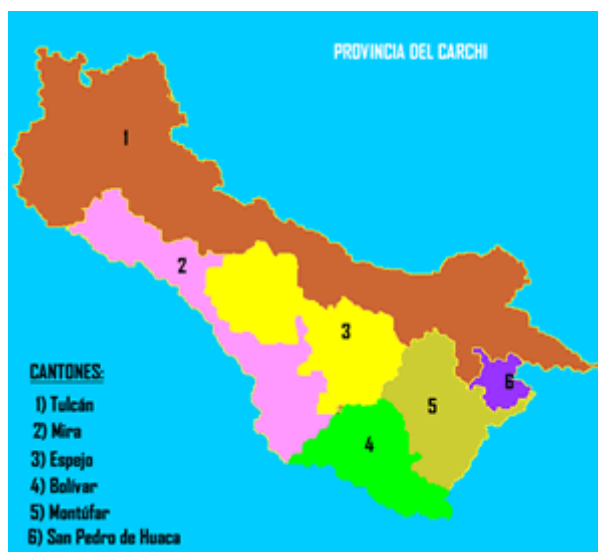 PROVINCIA DEL CARCHI
1
2
3
6
5
4
CANTONES:
1) Tulcán
2) Mira
3) Espejo
4) Bolívar
5) Montúfar
6) San Pedro de Huaca